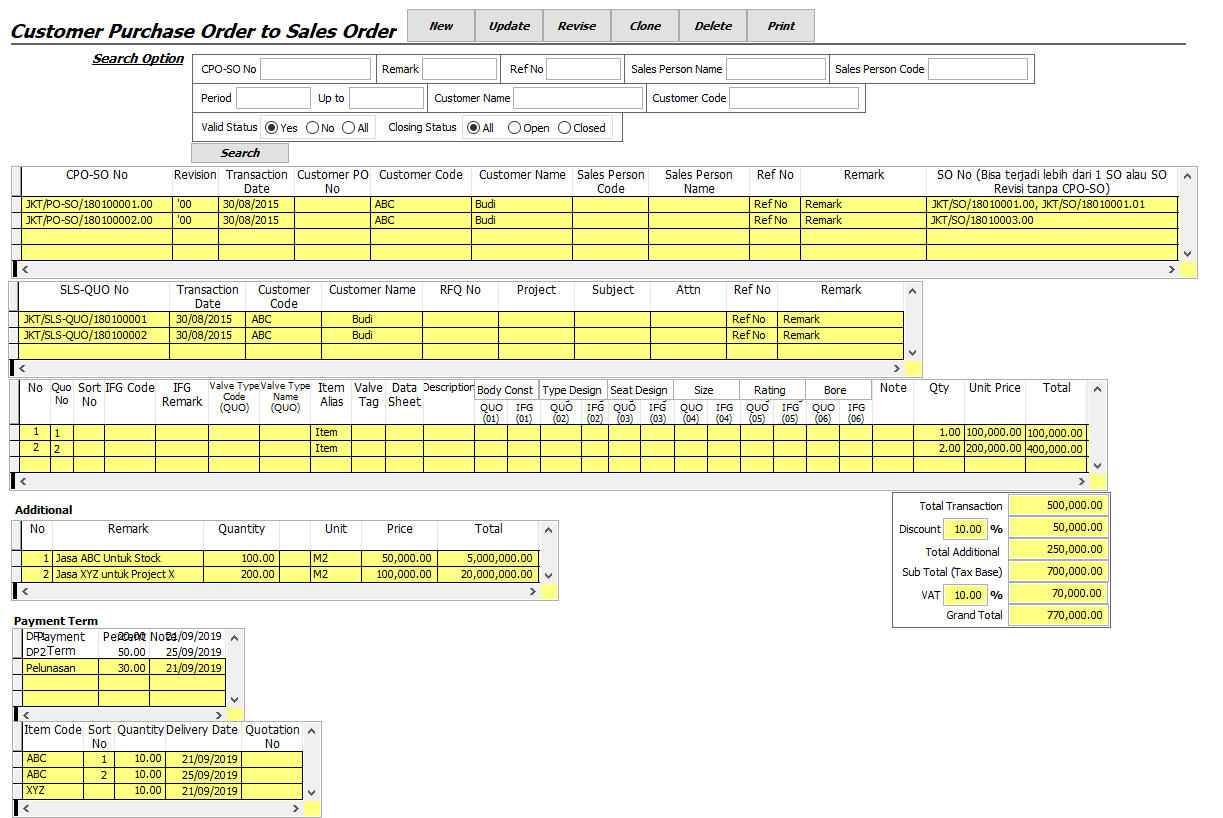 Customer Purchase Order to Sales Order New Update Revise Clone Delete Print
Search Option
CPO-SO No Remark Ref No Sales Person Name Sales Person Code
Period Up to Customer Name Customer Code
Valid Status Yes No All Closing Status All Open Closed
Search
CPO-SO No Revision Transaction Date Customer PO No Customer Code Customer Name Sales Person Code Sales Person Name Ref No Remark SO No (Bisa terjadi lebih dari 1 SO alau SO Revisi tanpa CPO-SO)
JKT/PO-SO/180100001.00 '00 30/08/2015 ABC Budi Ref No Remark JKT/SO/18010001.00, JKT/SO/18010001.01
JKT/PO-SO/180100002.00 '00 30/08/2015 ABC Budi Ref No Remark JKT/SO/18010003.00
SLS-QUO No Transaction Date Customer Code Customer Name RFQ No Project Subject Attn Ref No Remark
JKT/SLS-QUO/180100001 30/08/2015 ABC Budi Ref No Remark
JKT/SLS-QUO/180100002 30/08/2015 ABC Budi Ref No Remark
No Quo No Sort No IFG Code IFG Remark Valve Type Code (QUO) Valve Type Name (QUO) Item Alias Valve Tag Data Sheet Description Body Const Type Design Seat Design Size Rating Bore Note Qty Unit Price Total
QUO (01) IFG (01) QUO (02) IFG (02) QUO (03) IFG (03) QUO (04) IFG (04) QUO (05) IFG (05) QUO (06) IFG (06)
1 1 Item 1.00 100,000.00 100,000.00
2 2 Item 2.00 200,000.00 400,000.00
Total Transaction 500,000.00
Discount 10.00 % 50,000.00
Total Additional 250,000.00
Sub Total (Tax Base) 700,000.00
VAT 10.00 % 70,000.00
Grand Total 770,000.00
Additional
No Remark Quantity Unit Price Total
1 Jasa ABC Untuk Stock 100.00 M2 50,000.00 5,000,000.00
2 Jasa XYZ untuk Project X 200.00 M2 100,000.00 20,000,000.00
Payment Term
Payment Term Percent Note
DP1 20.00 21/09/2019
DP2 50.00 25/09/2019
Pelunasan 30.00 21/09/2019
Item Code Sort No Quantity Delivery Date Quotation No
ABC 1 10.00 21/09/2019
ABC 2 10.00 25/09/2019
XYZ 10.00 21/09/2019